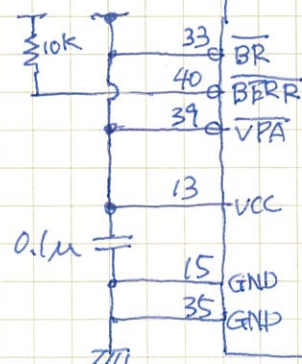 10k
33 BR
40 BERR
39 VPA
13 VCC
0.1μ
15 GND
35 GND